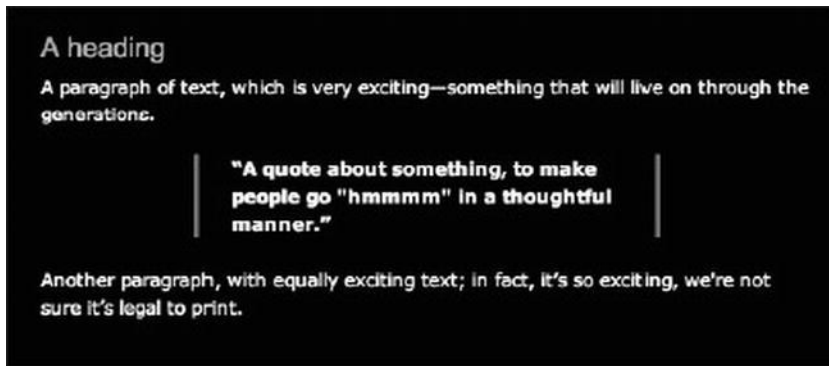 A heading
A paragraph of text, which is very exciting—something that will live on through the
generations.
“A quote about something, to make
people go "hmmmm" in a thoughtful
manner.”
Another paragraph, with equally exciting text; in fact, it’s so exciting, we're not
sure it’s legal to print.